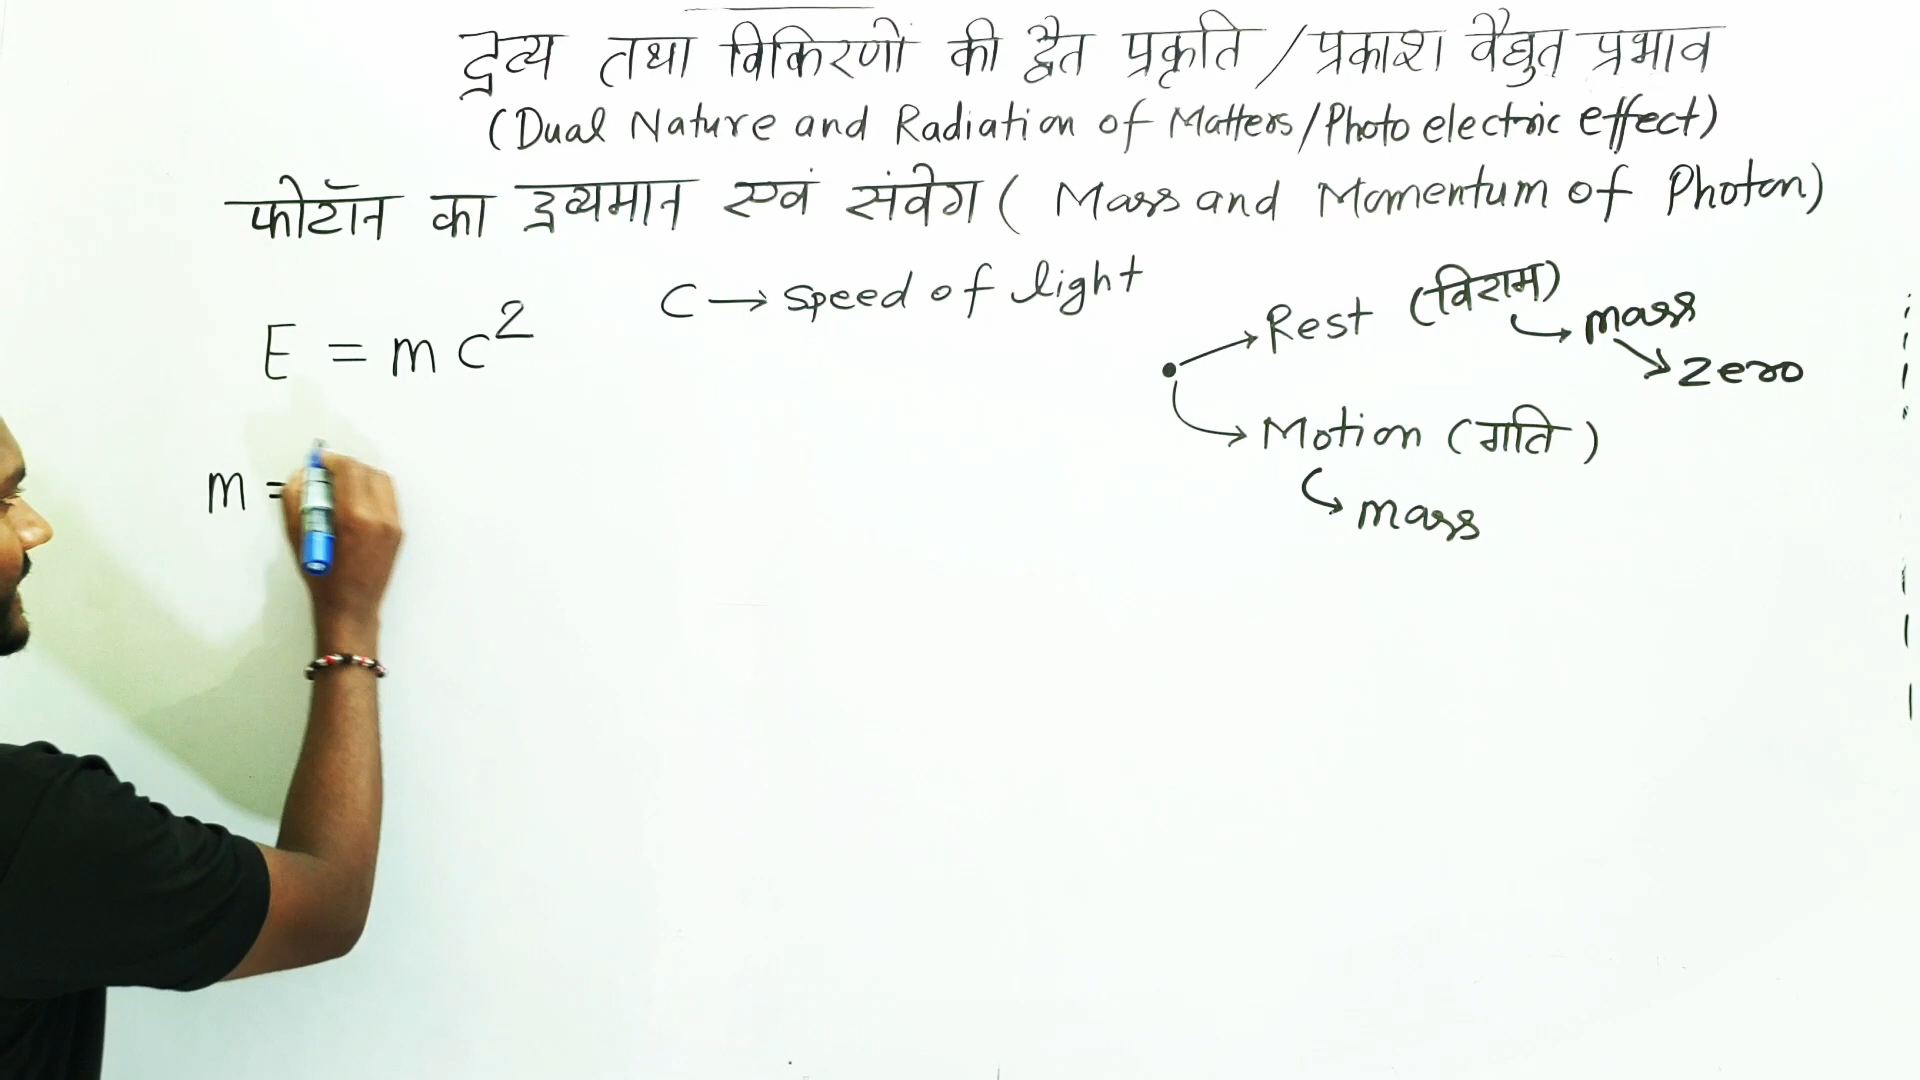 द्रव्य तथा विकिरणों की द्वैत प्रकृति / प्रकाश वैद्युत प्रभाव
(Dual Nature and Radiation of Matters/Photo electric effect)
फोटॉन का द्रव्यमान एवं संवेग ( Mass and Momentum of Photon)
C → speed of light
E = mc²
Rest (विराम)
mass
zero
Motion (गति)
mass
m =